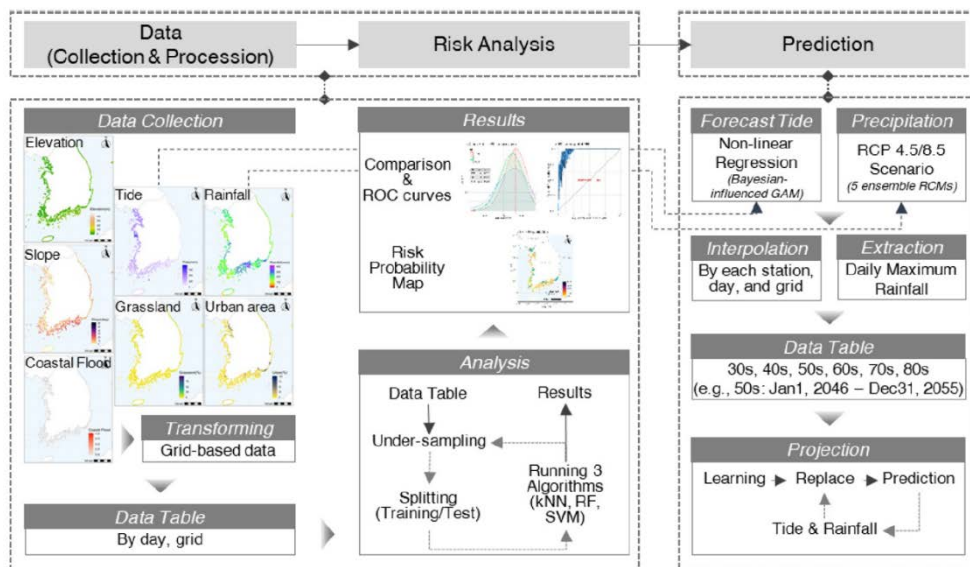 Data
(Collection & Procession)
Risk Analysis
Prediction
Data Collection
Elevation
Tide
Rainfall
Slope
Grassland
Urban area
Coastal Flood
Transforming
Grid-based data
Data Table
By day, grid
Results
Comparison
&
ROC curves
Risk
Probability
Map
Analysis
Data Table
Results
Under-sampling
Splitting
(Training/Test)
Running 3
Algorithms
(kNN, RF,
SVM)
Forecast Tide
Non-linear
Regression
(Bayesian-
influenced GAM)
Precipitation
RCP 4.5/8.5
Scenario
(5 ensemble RCMs)
Interpolation
By each station,
day, and grid
Extraction
Daily Maximum
Rainfall
Data Table
30s, 40s, 50s, 60s, 70s, 80s
(e.g., 50s: Jan1, 2046 – Dec31, 2055)
Projection
Learning
Replace
Prediction
Tide & Rainfall